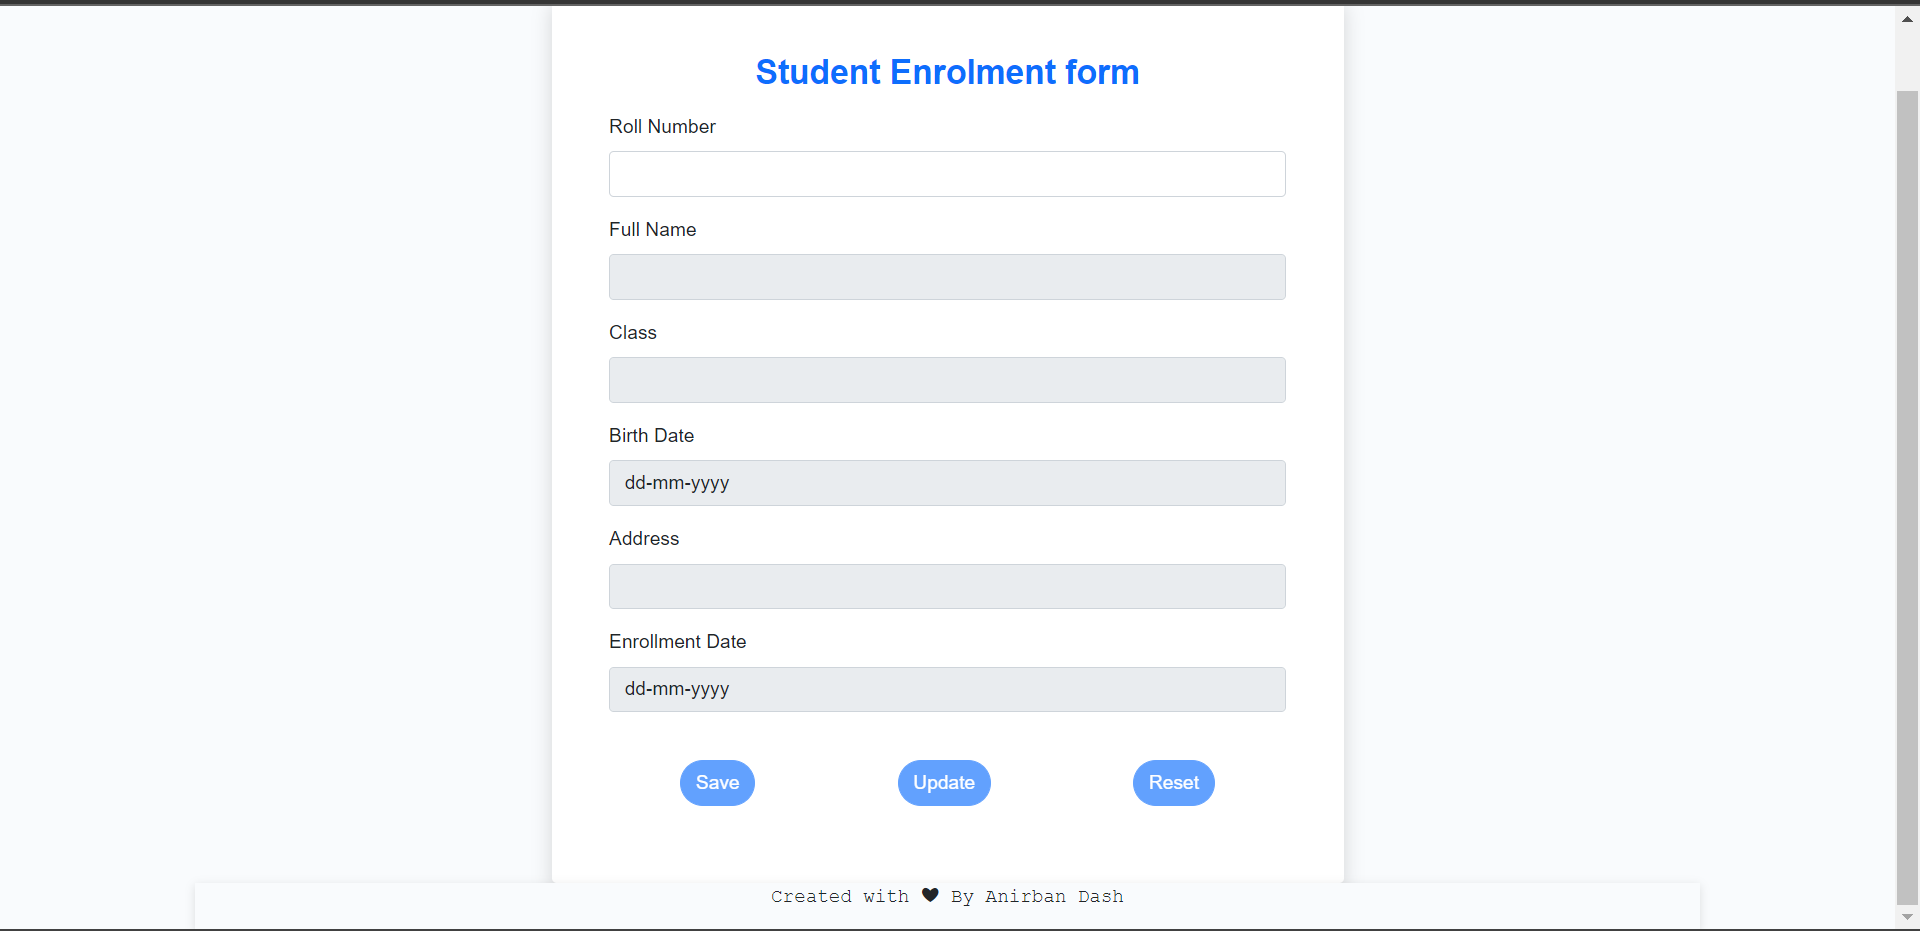 Student Enrolment form
Roll Number
Full Name
Class
Birth Date
dd-mm-yyyy
Address
Enrollment Date
dd-mm-yyyy
Save Update Reset
Created with 🖤 By Anirban Dash